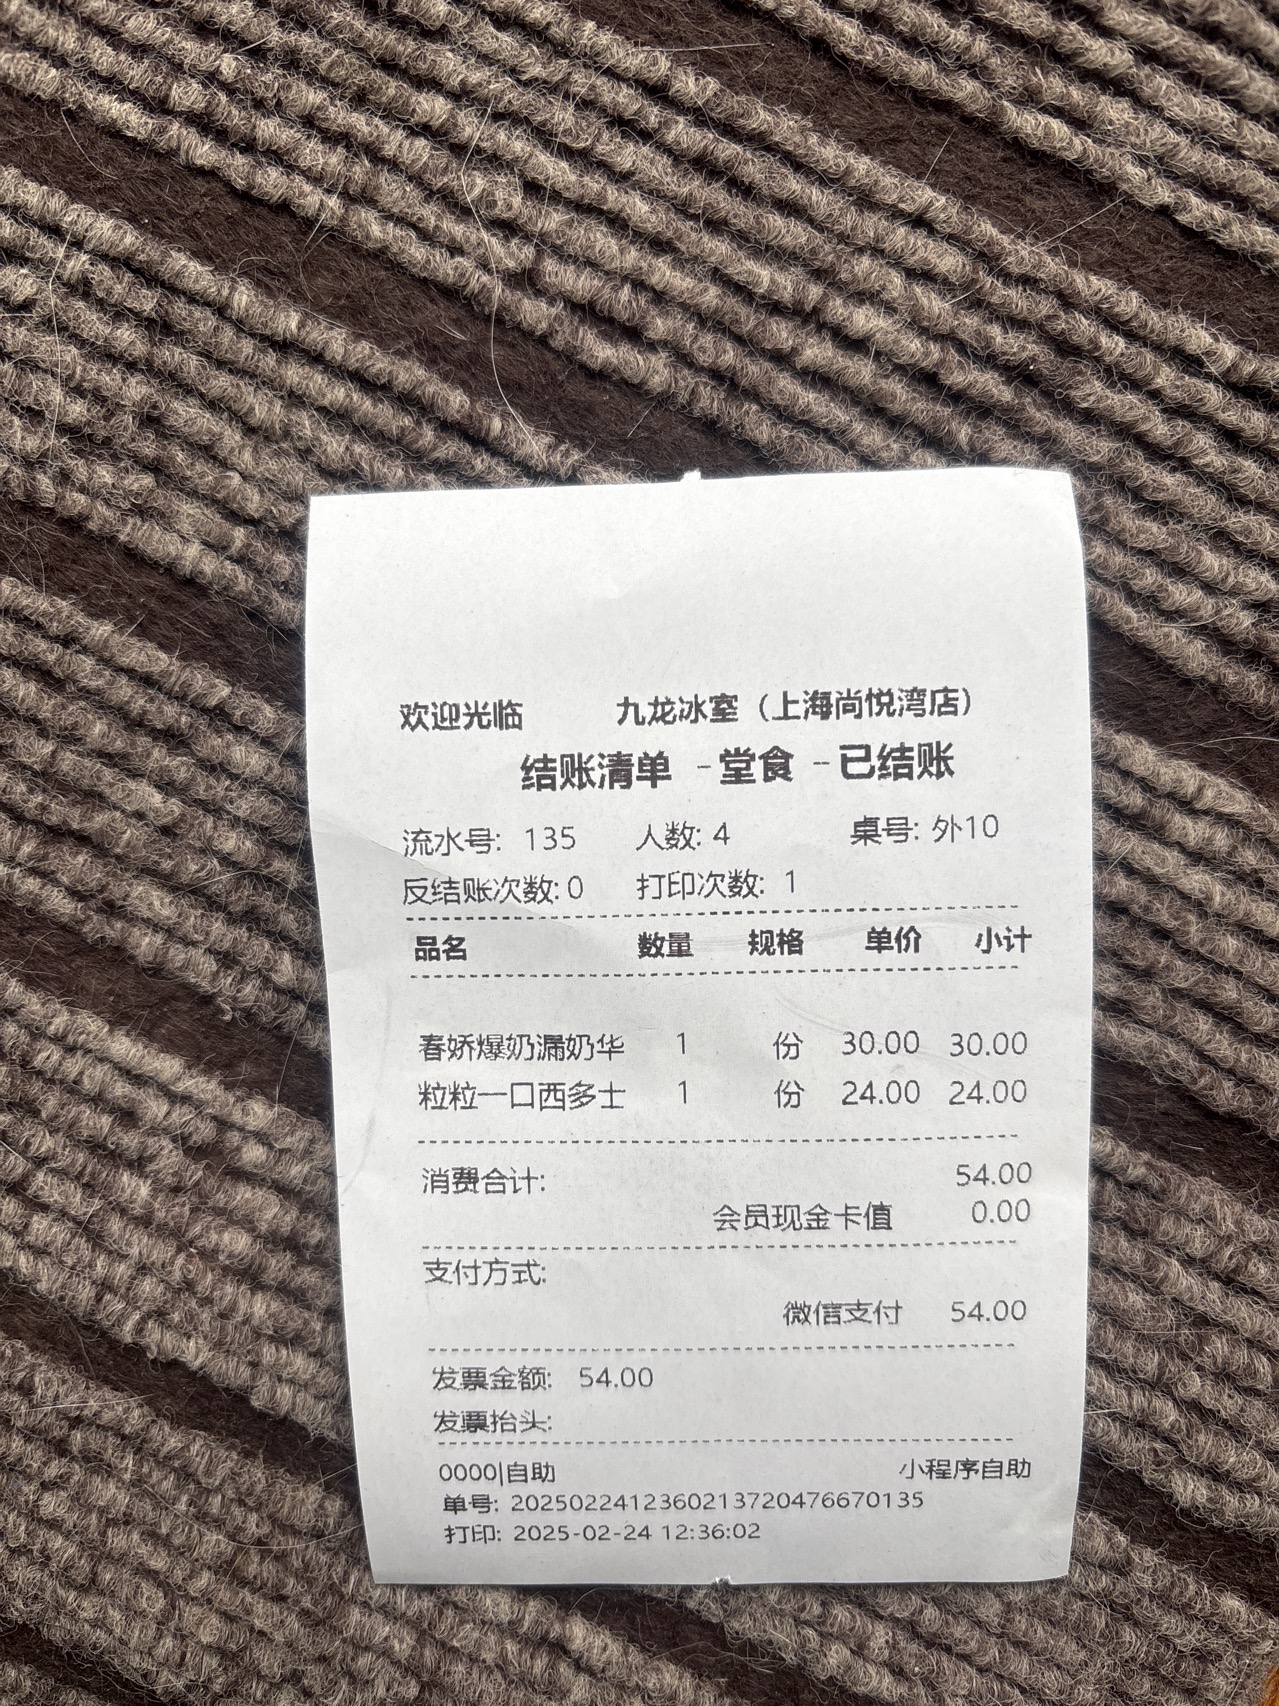 欢迎光临 九龙冰室（上海尚悦湾店）
结账清单 -堂食 -已结账
流水号: 135 人数: 4 桌号: 外10
反结账次数: 0 打印次数: 1
品名 数量 规格 单价 小计
春娇爆奶漏奶华 1 份 30.00 30.00
粒粒一口西多士 1 份 24.00 24.00
消费合计: 54.00
会员现金卡值 0.00
支付方式:
微信支付 54.00
发票金额: 54.00
发票抬头:
0000|自助 小程序自助
单号: 2025022412360213720476670135
打印: 2025-02-24 12:36:02